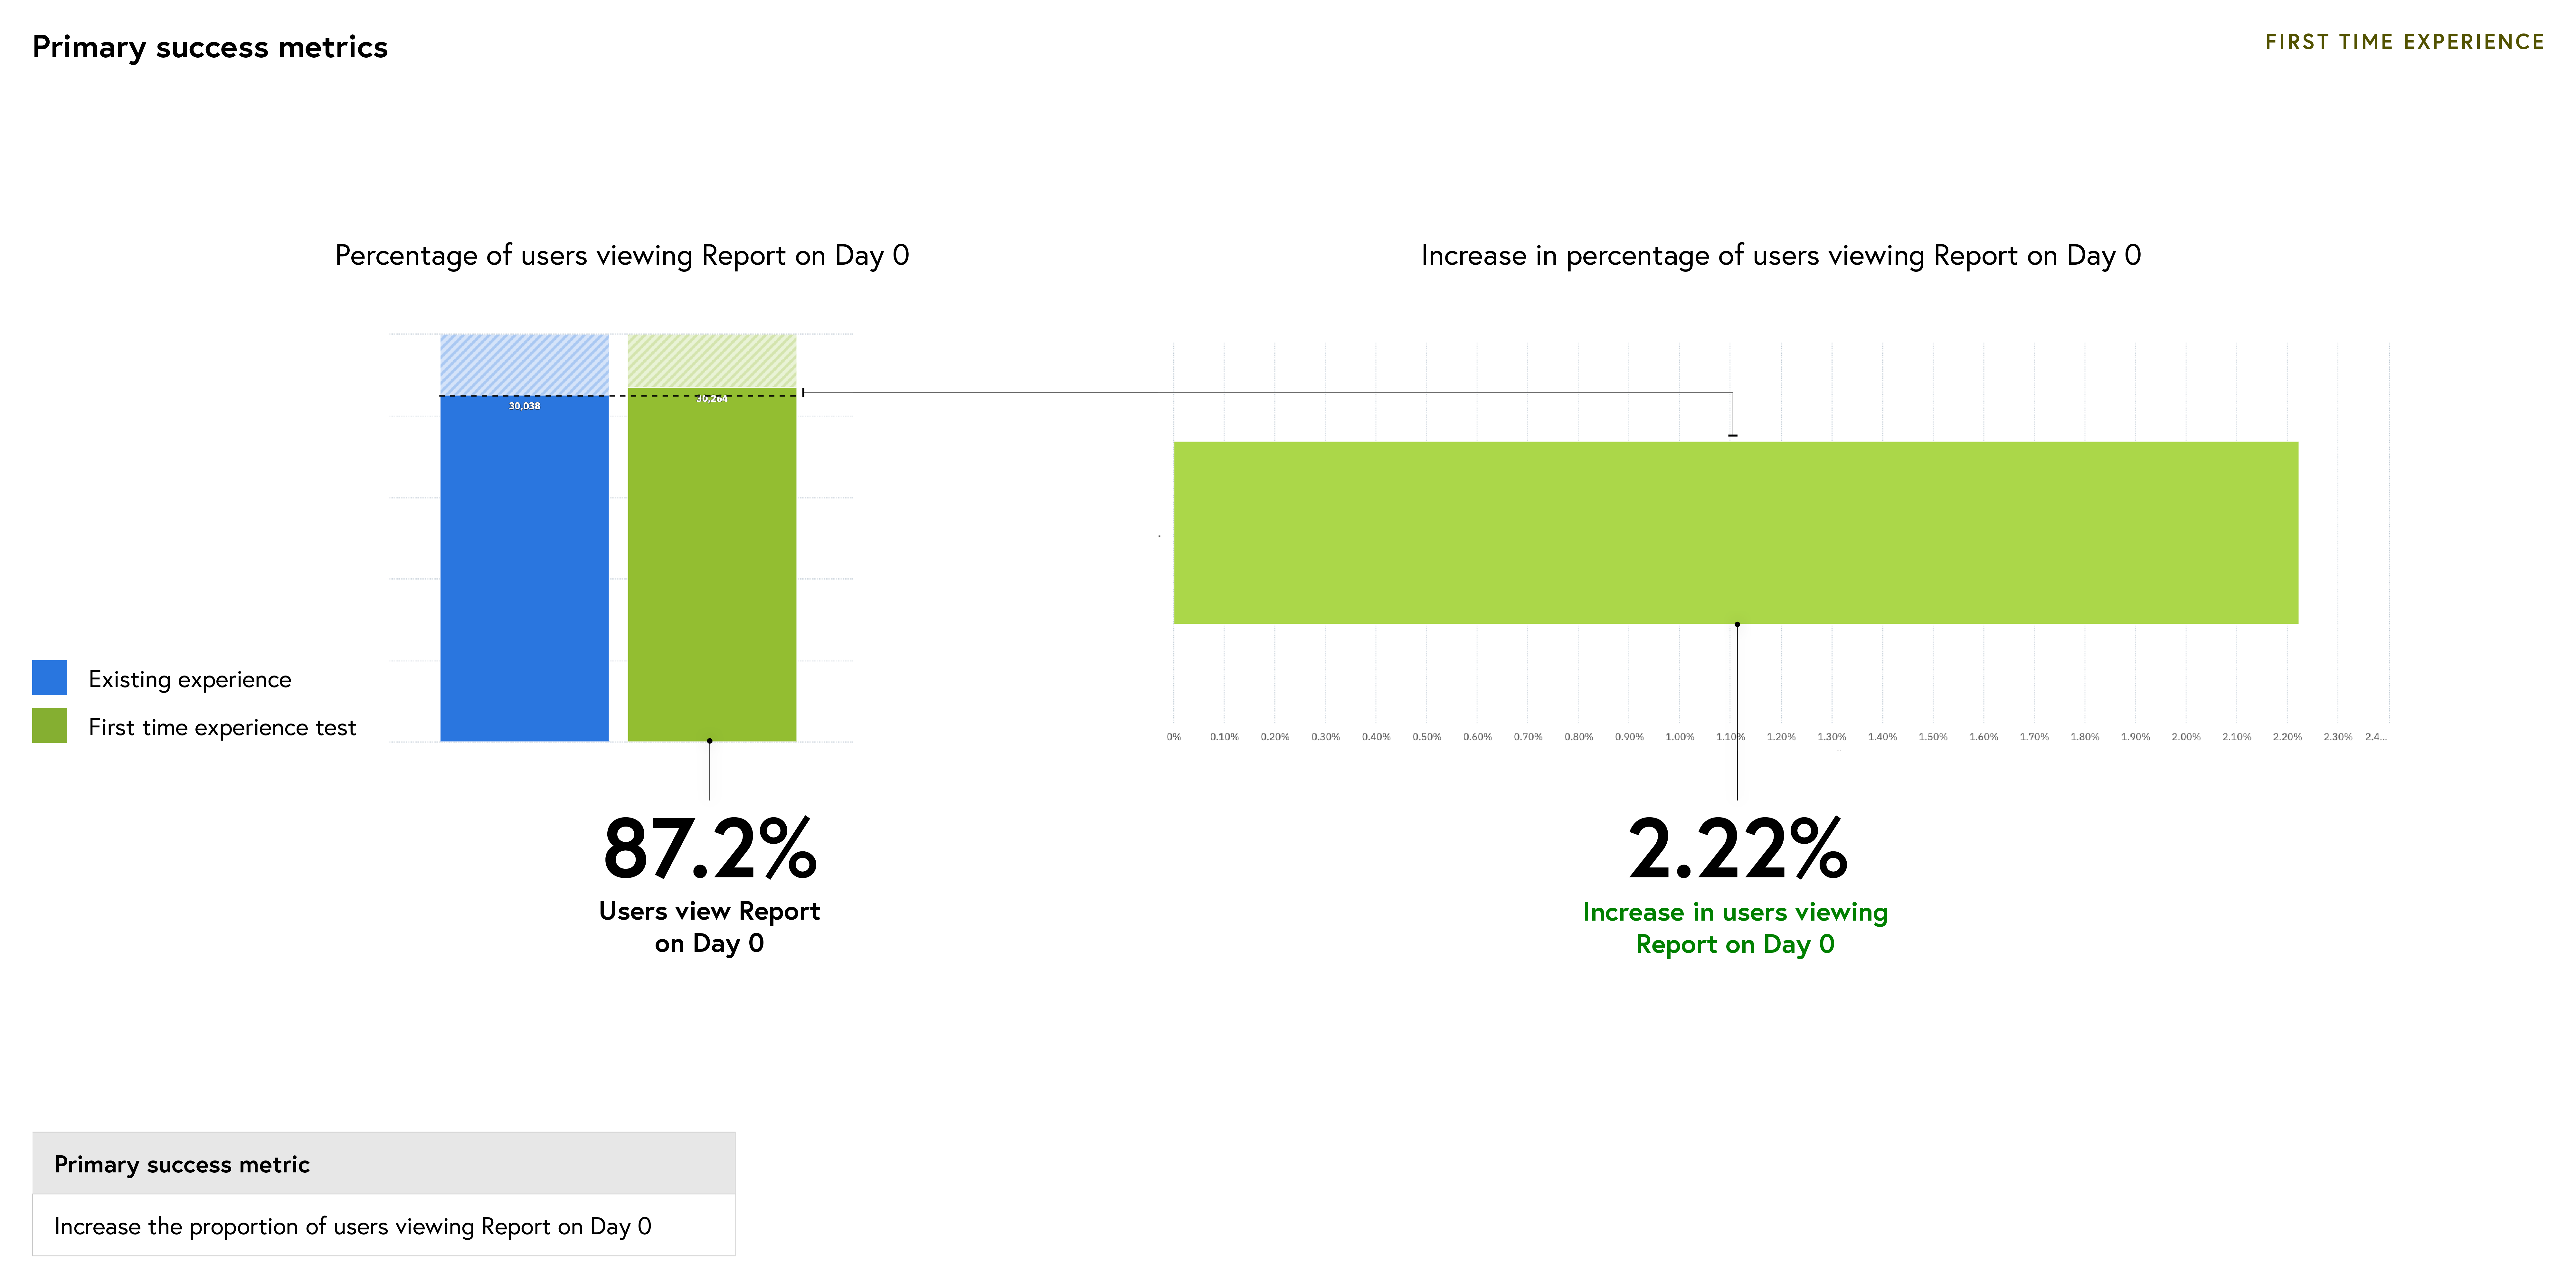 Primary success metrics
FIRST TIME EXPERIENCE
Percentage of users viewing Report on Day 0
Increase in percentage of users viewing Report on Day 0
30,038
30,264
Existing experience
First time experience test
0% 0.10% 0.20% 0.30% 0.40% 0.50% 0.60% 0.70% 0.80% 0.90% 1.00% 1.10% 1.20% 1.30% 1.40% 1.50% 1.60% 1.70% 1.80% 1.90% 2.00% 2.10% 2.20% 2.30% 2.4...
87.2%
Users view Report
on Day 0
2.22%
Increase in users viewing
Report on Day 0
Primary success metric
Increase the proportion of users viewing Report on Day 0